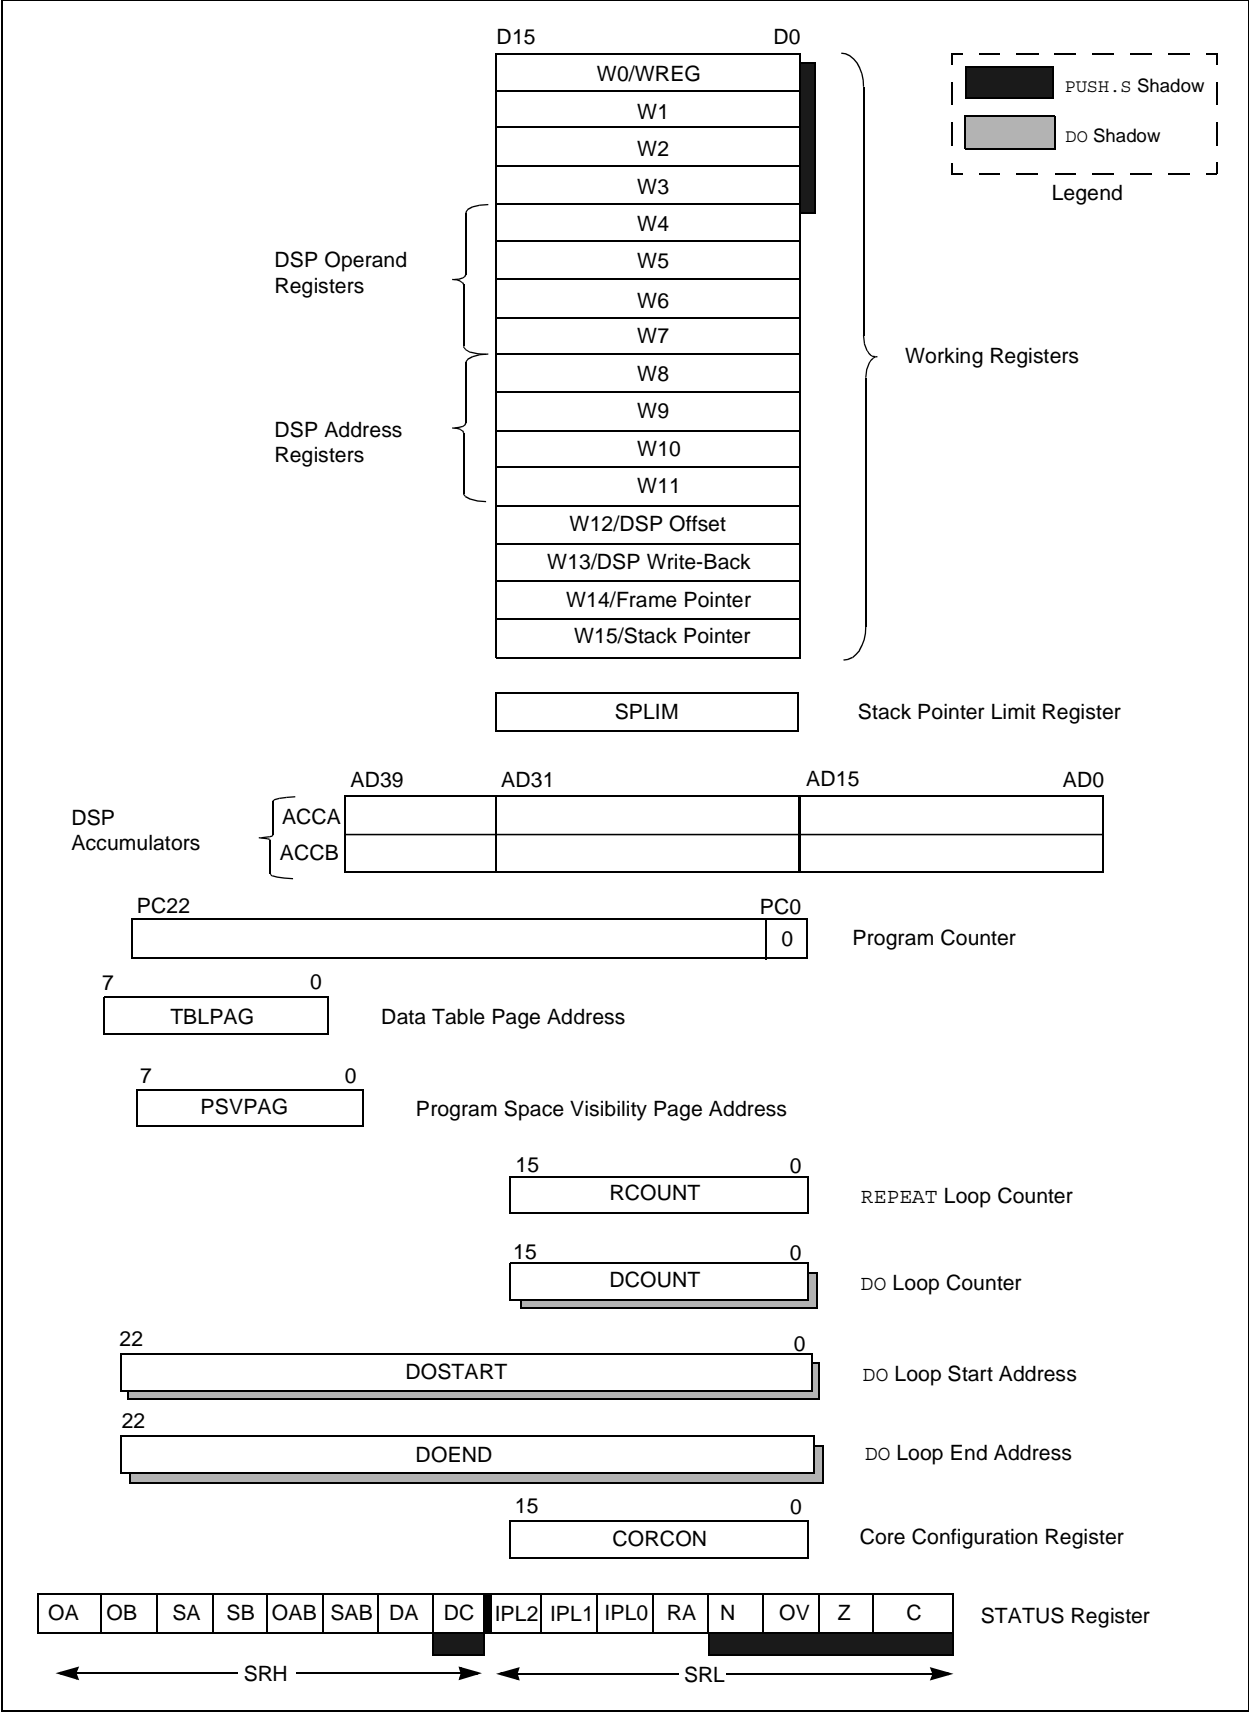 D15 D0
W0/WREG
W1
W2
W3
W4
W5
W6
W7
W8
W9
W10
W11
W12/DSP Offset
W13/DSP Write-Back
W14/Frame Pointer
W15/Stack Pointer
PUSH.S Shadow
DO Shadow
Legend
DSP Operand
Registers
DSP Address
Registers
Working Registers
SPLIM Stack Pointer Limit Register
AD39 AD31 AD15 AD0
DSP
Accumulators
ACCA
ACCB
PC22 PC0
0 Program Counter
7 0
TBLPAG Data Table Page Address
7 0
PSVPAG Program Space Visibility Page Address
15 0
RCOUNT REPEAT Loop Counter
15 0
DCOUNT DO Loop Counter
22 0
DOSTART DO Loop Start Address
22
DOEND DO Loop End Address
15 0
CORCON Core Configuration Register
OA OB SA SB OAB SAB DA DC IPL2 IPL1 IPL0 RA N OV Z C STATUS Register
SRH SRL